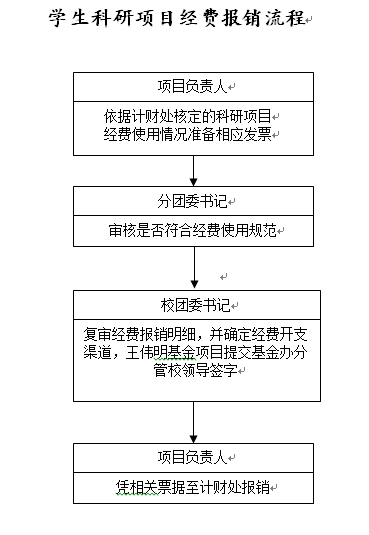 学生科研项目经费报销流程
项目负责人
依据计财处核定的科研项目
经费使用情况准备相应发票
分团委书记
审核是否符合经费使用规范
校团委书记
复审经费报销明细，并确定经费开支
渠道，王伟明基金项目提交基金办分
管校领导签字
项目负责人
凭相关票据至计财处报销